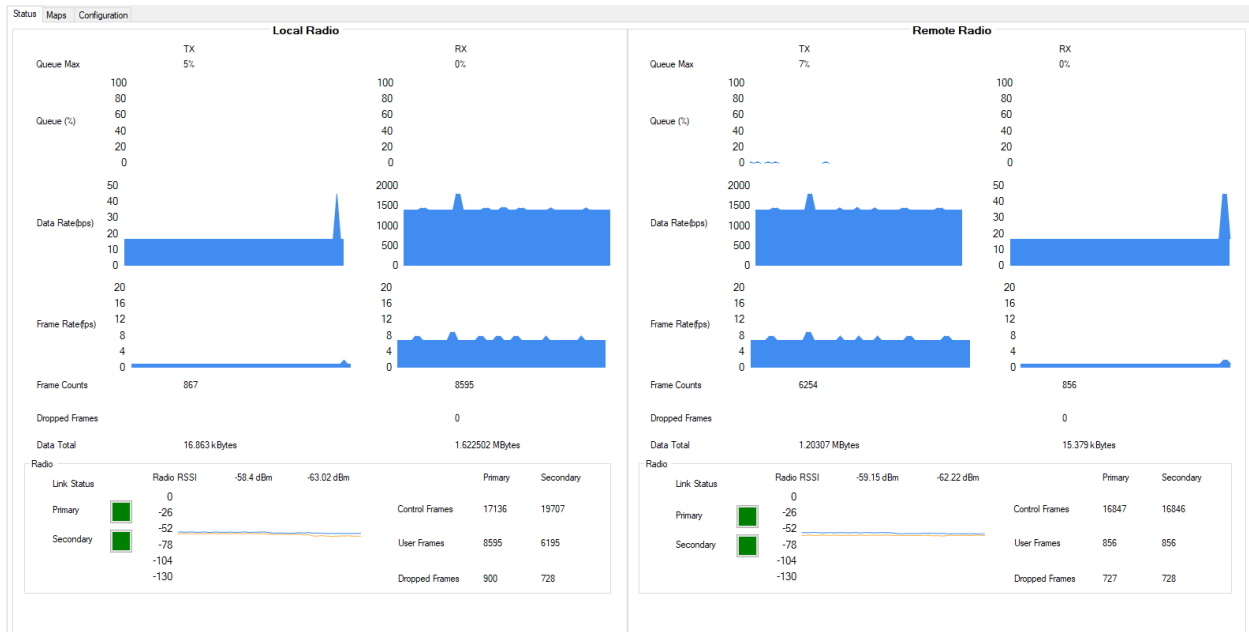 Status Maps Configuration
Local Radio
TX RX
Queue Max 5% 0%
Queue (%)
100
80
60
40
20
0
100
80
60
40
20
0
Data Rate(bps)
50
40
30
20
10
0
2000
1500
1000
500
0
Frame Rate(fps)
20
16
12
8
4
0
20
16
12
8
4
0
Frame Counts 867 8595
Dropped Frames 0
Data Total 16.863 kBytes 1.622502 MBytes
Radio
Link Status
Primary
Secondary
Radio RSSI -58.4 dBm -63.02 dBm
0
-26
-52
-78
-104
-130
Primary Secondary
Control Frames 17136 19707
User Frames 8595 6195
Dropped Frames 900 728
Remote Radio
TX RX
Queue Max 7% 0%
Queue (%)
100
80
60
40
20
0
100
80
60
40
20
0
Data Rate(bps)
2000
1500
1000
500
0
50
40
30
20
10
0
Frame Rate(fps)
20
16
12
8
4
0
20
16
12
8
4
0
Frame Counts 6254 856
Dropped Frames 0
Data Total 1.20307 MBytes 15.379 kBytes
Radio
Link Status
Primary
Secondary
Radio RSSI -59.15 dBm -62.22 dBm
0
-26
-52
-78
-104
-130
Primary Secondary
Control Frames 16847 16846
User Frames 856 856
Dropped Frames 727 728